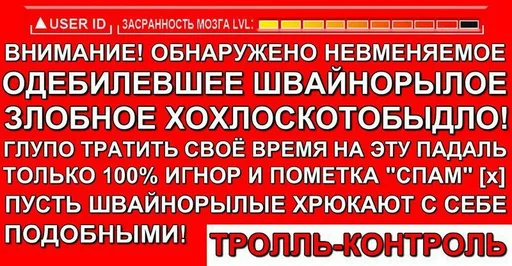 ▲USER ID ЗАСРАННОСТЬ МОЗГА LVL:
ВНИМАНИЕ! ОБНАРУЖЕНО НЕВМЕНЯЕМОЕ
ОДЕБИЛЕВШЕЕ ШВАЙНОРЫЛОЕ
ЗЛОБНОЕ ХОХЛОСКОТОБЫДЛО!
ГЛУПО ТРАТИТЬ СВОЁ ВРЕМЯ НА ЭТУ ПАДАЛЬ
ТОЛЬКО 100% ИГНОР И ПОМЕТКА "СПАМ" [x]
ПУСТЬ ШВАЙНОРЫЛЫЕ ХРЮКАЮТ С СЕБЕ
ПОДОБНЫМИ!
ТРОЛЛЬ-КОНТРОЛЬ